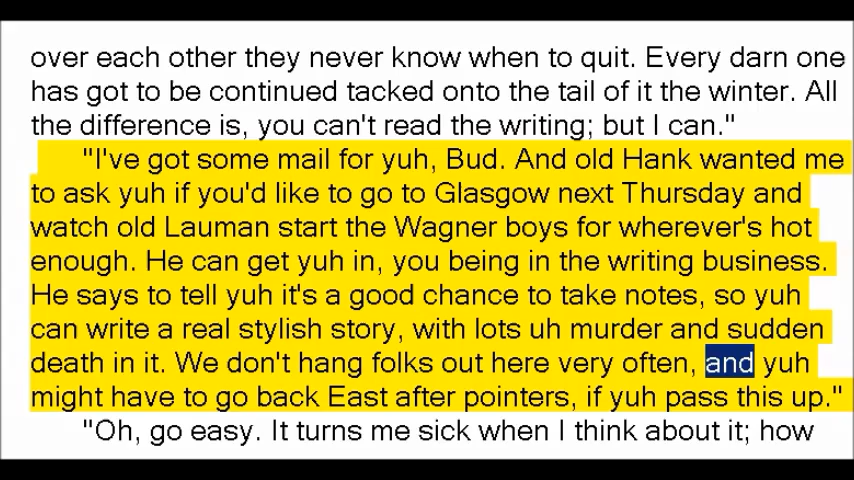 over each other they never know when to quit. Every darn one
has got to be continued tacked onto the tail of it the winter. All
the difference is, you can't read the writing; but I can."
"I've got some mail for yuh, Bud. And old Hank wanted me
to ask yuh if you'd like to go to Glasgow next Thursday and
watch old Lauman start the Wagner boys for wherever's hot
enough. He can get yuh in, you being in the writing business.
He says to tell yuh it's a good chance to take notes, so yuh
can write a real stylish story, with lots uh murder and sudden
death in it. We don't hang folks out here very often, and yuh
might have to go back East after pointers, if yuh pass this up."
"Oh, go easy. It turns me sick when I think about it; how